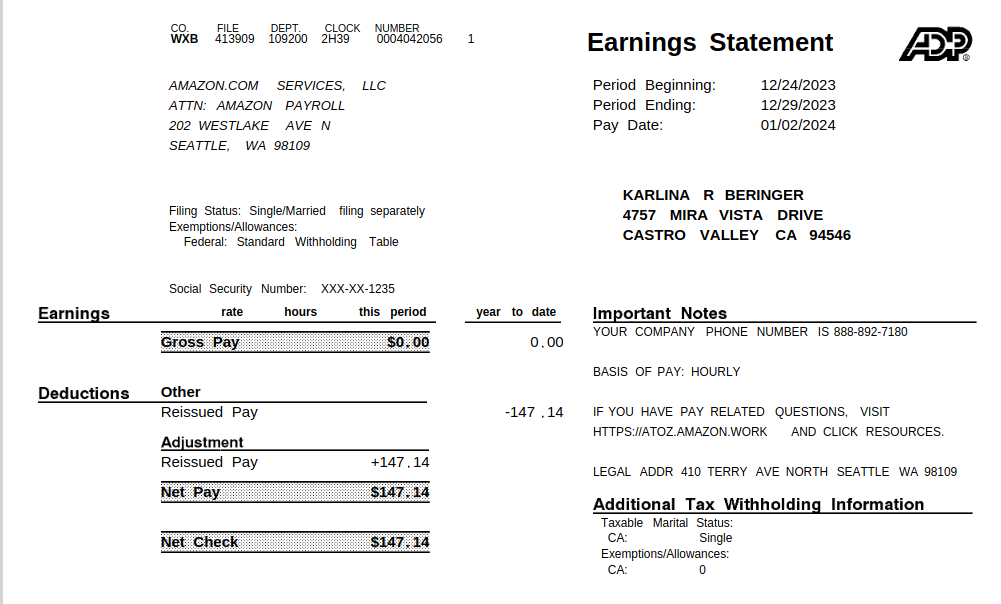 CO. FILE DEPT. CLOCK NUMBER
WXB 413909 109200 2H39 0004042056 1
Earnings Statement
ADP®
AMAZON.COM SERVICES, LLC
ATTN: AMAZON PAYROLL
202 WESTLAKE AVE N
SEATTLE, WA 98109
Period Beginning: 12/24/2023
Period Ending: 12/29/2023
Pay Date: 01/02/2024
KARLINA R BERINGER
4757 MIRA VISTA DRIVE
CASTRO VALLEY CA 94546
Filing Status: Single/Married filing separately
Exemptions/Allowances:
Federal: Standard Withholding Table
Social Security Number: XXX-XX-1235
Earnings rate hours this period year to date
Gross Pay $0.00 0.00
Deductions Other
Reissued Pay -147.14
Adjustment
Reissued Pay +147.14
Net Pay $147.14
Net Check $147.14
Important Notes
YOUR COMPANY PHONE NUMBER IS 888-892-7180
BASIS OF PAY: HOURLY
IF YOU HAVE PAY RELATED QUESTIONS, VISIT
HTTPS://ATOZ.AMAZON.WORK AND CLICK RESOURCES.
LEGAL ADDR 410 TERRY AVE NORTH SEATTLE WA 98109
Additional Tax Withholding Information
Taxable Marital Status:
CA: Single
Exemptions/Allowances:
CA: 0